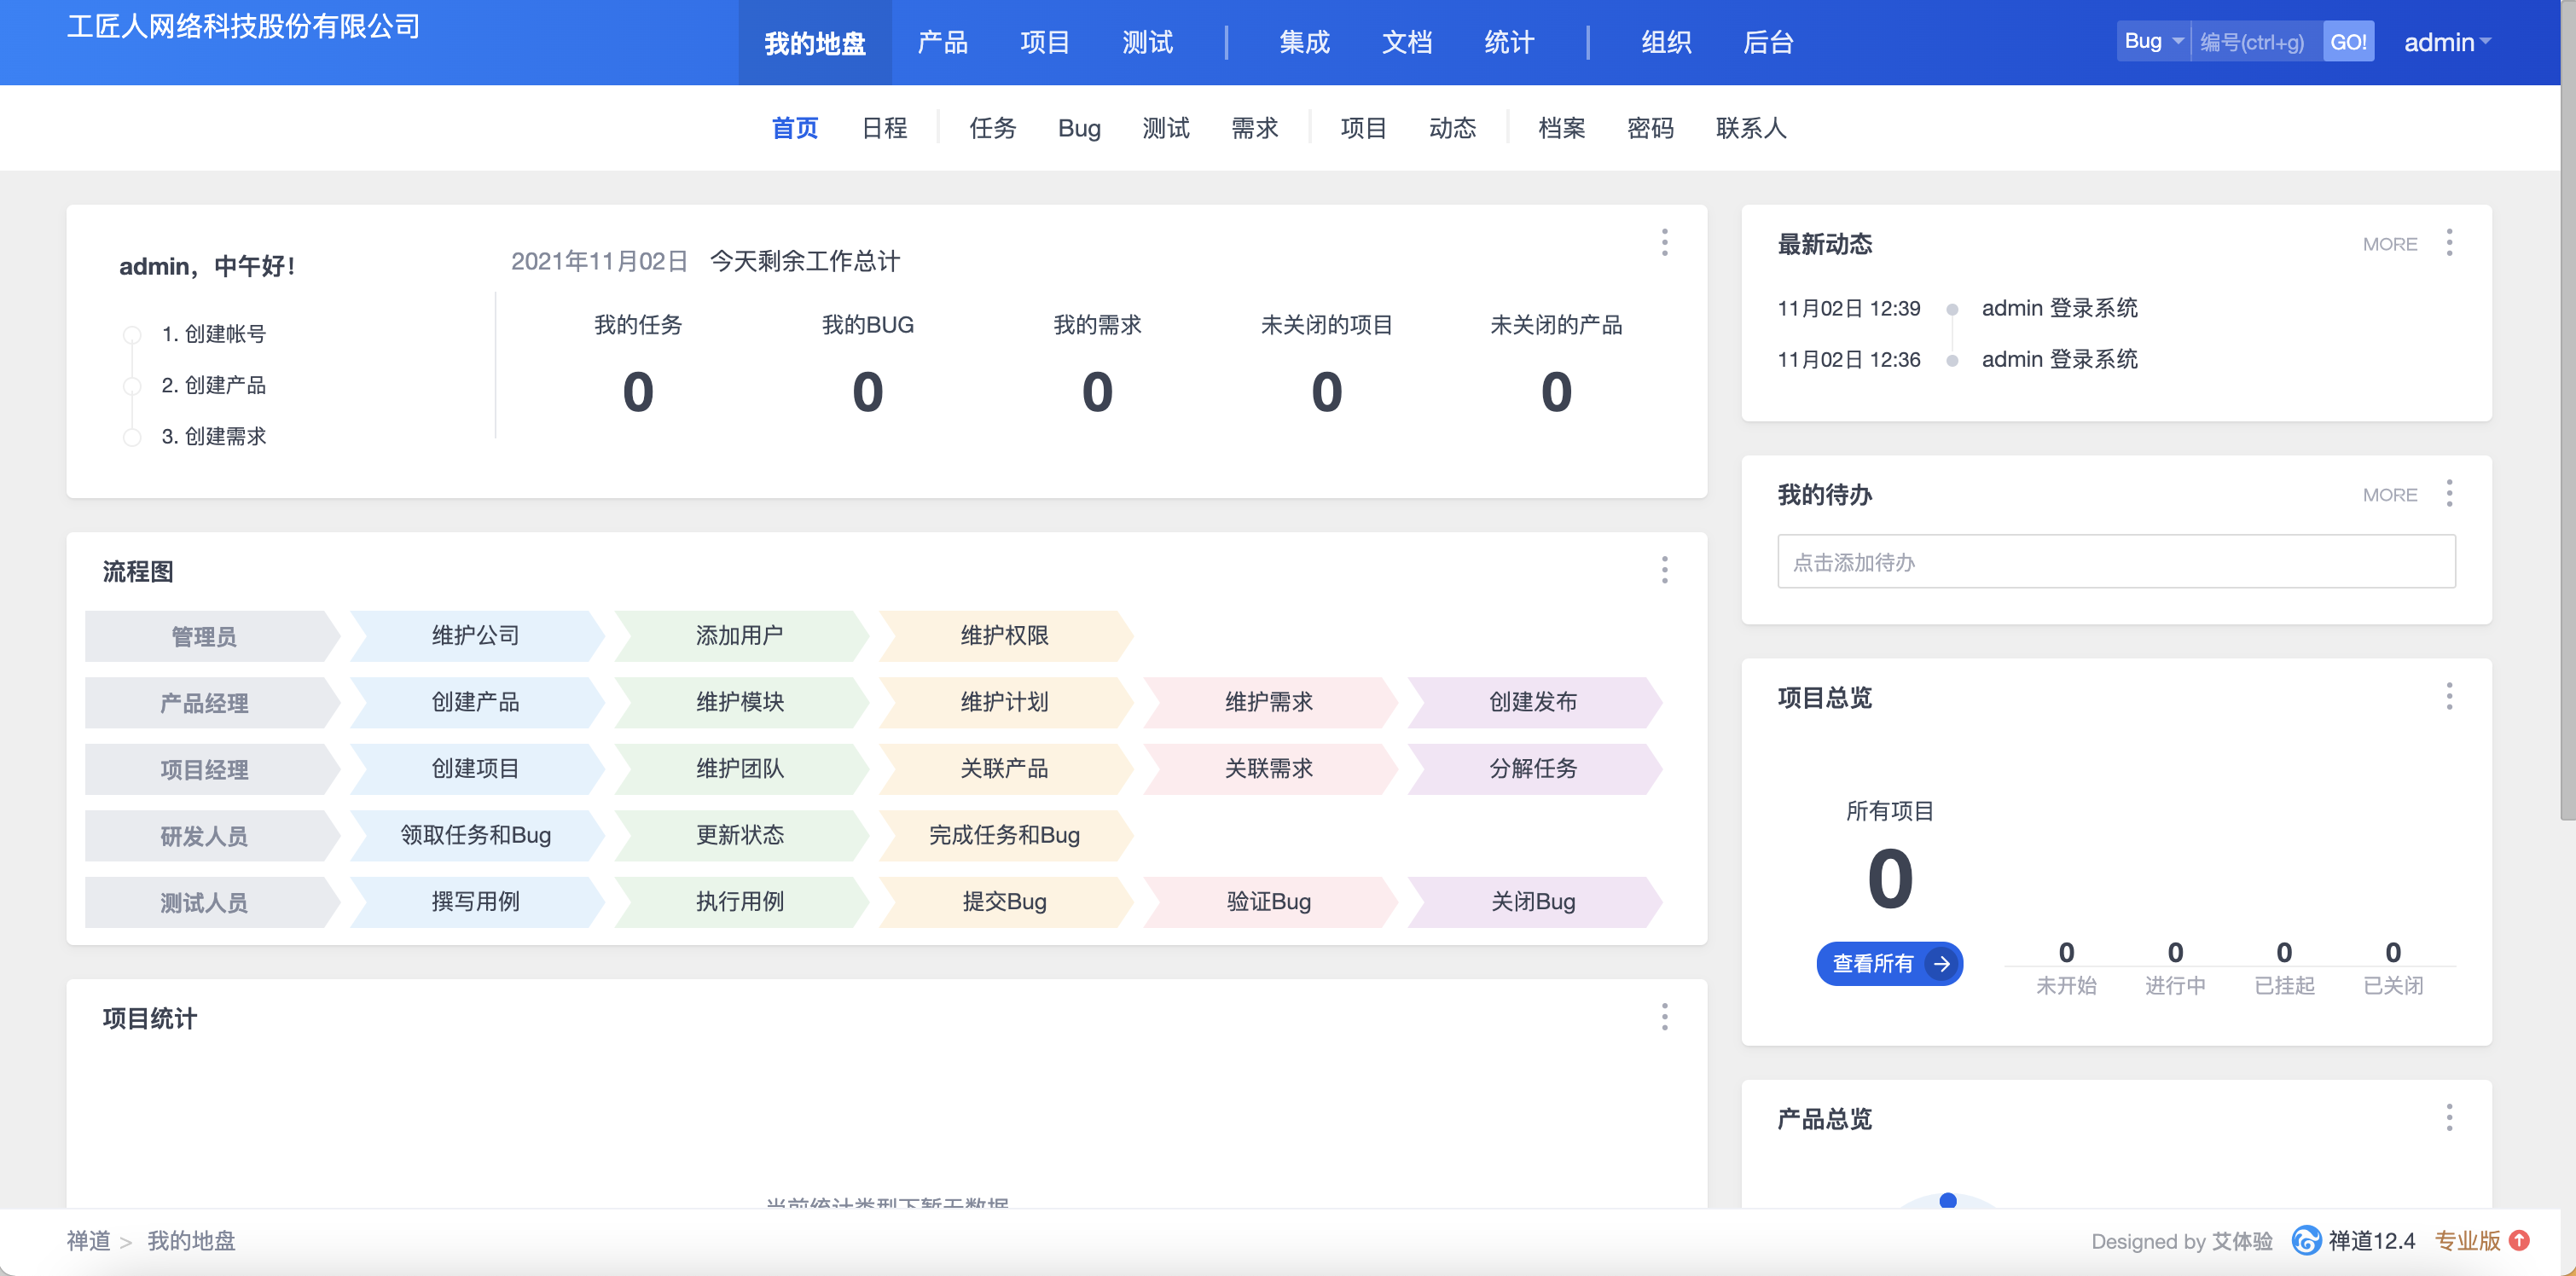 工匠人网络科技股份有限公司
我的地盘 产品 项目 测试 集成 文档 统计 组织 后台
Bug 编号(ctrl+g) GO! admin
首页 日程 任务 Bug 测试 需求 项目 动态 档案 密码 联系人
admin，中午好！
1. 创建帐号
2. 创建产品
3. 创建需求
2021年11月02日 今天剩余工作总计
我的任务 我的BUG 我的需求 未关闭的项目 未关闭的产品
0 0 0 0 0
最新动态 MORE
11月02日 12:39 admin 登录系统
11月02日 12:36 admin 登录系统
我的待办 MORE
点击添加待办
流程图
管理员 维护公司 添加用户 维护权限
产品经理 创建产品 维护模块 维护计划 维护需求 创建发布
项目经理 创建项目 维护团队 关联产品 关联需求 分解任务
研发人员 领取任务和Bug 更新状态 完成任务和Bug
测试人员 撰写用例 执行用例 提交Bug 验证Bug 关闭Bug
项目总览
所有项目
0
查看所有
0 0 0 0
未开始 进行中 已挂起 已关闭
项目统计
当前统计类型下暂无数据
产品总览
禅道 > 我的地盘
Designed by 艾体验 禅道12.4 专业版